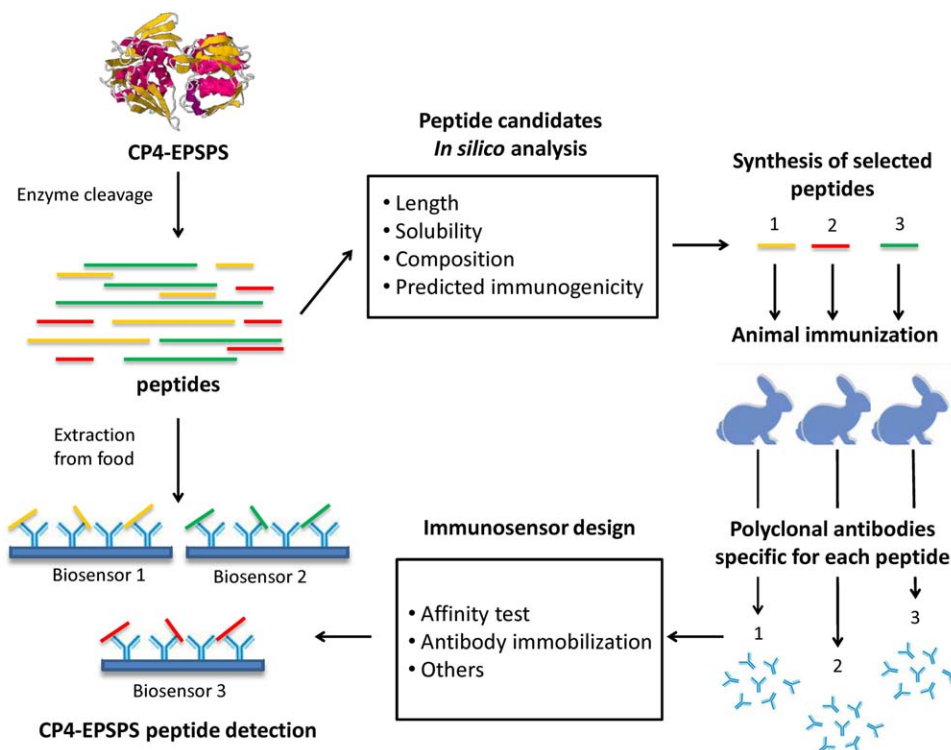 CP4-EPSPS
Enzyme cleavage
peptides
Extraction
from food
Peptide candidates
In silico analysis
• Length
• Solubility
• Composition
• Predicted immunogenicity
Synthesis of selected
peptides
1 2 3
Animal immunization
Polyclonal antibodies
specific for each peptide
1
2
3
Immunosensor design
• Affinity test
• Antibody immobilization
• Others
Biosensor 1
Biosensor 2
Biosensor 3
CP4-EPSPS peptide detection